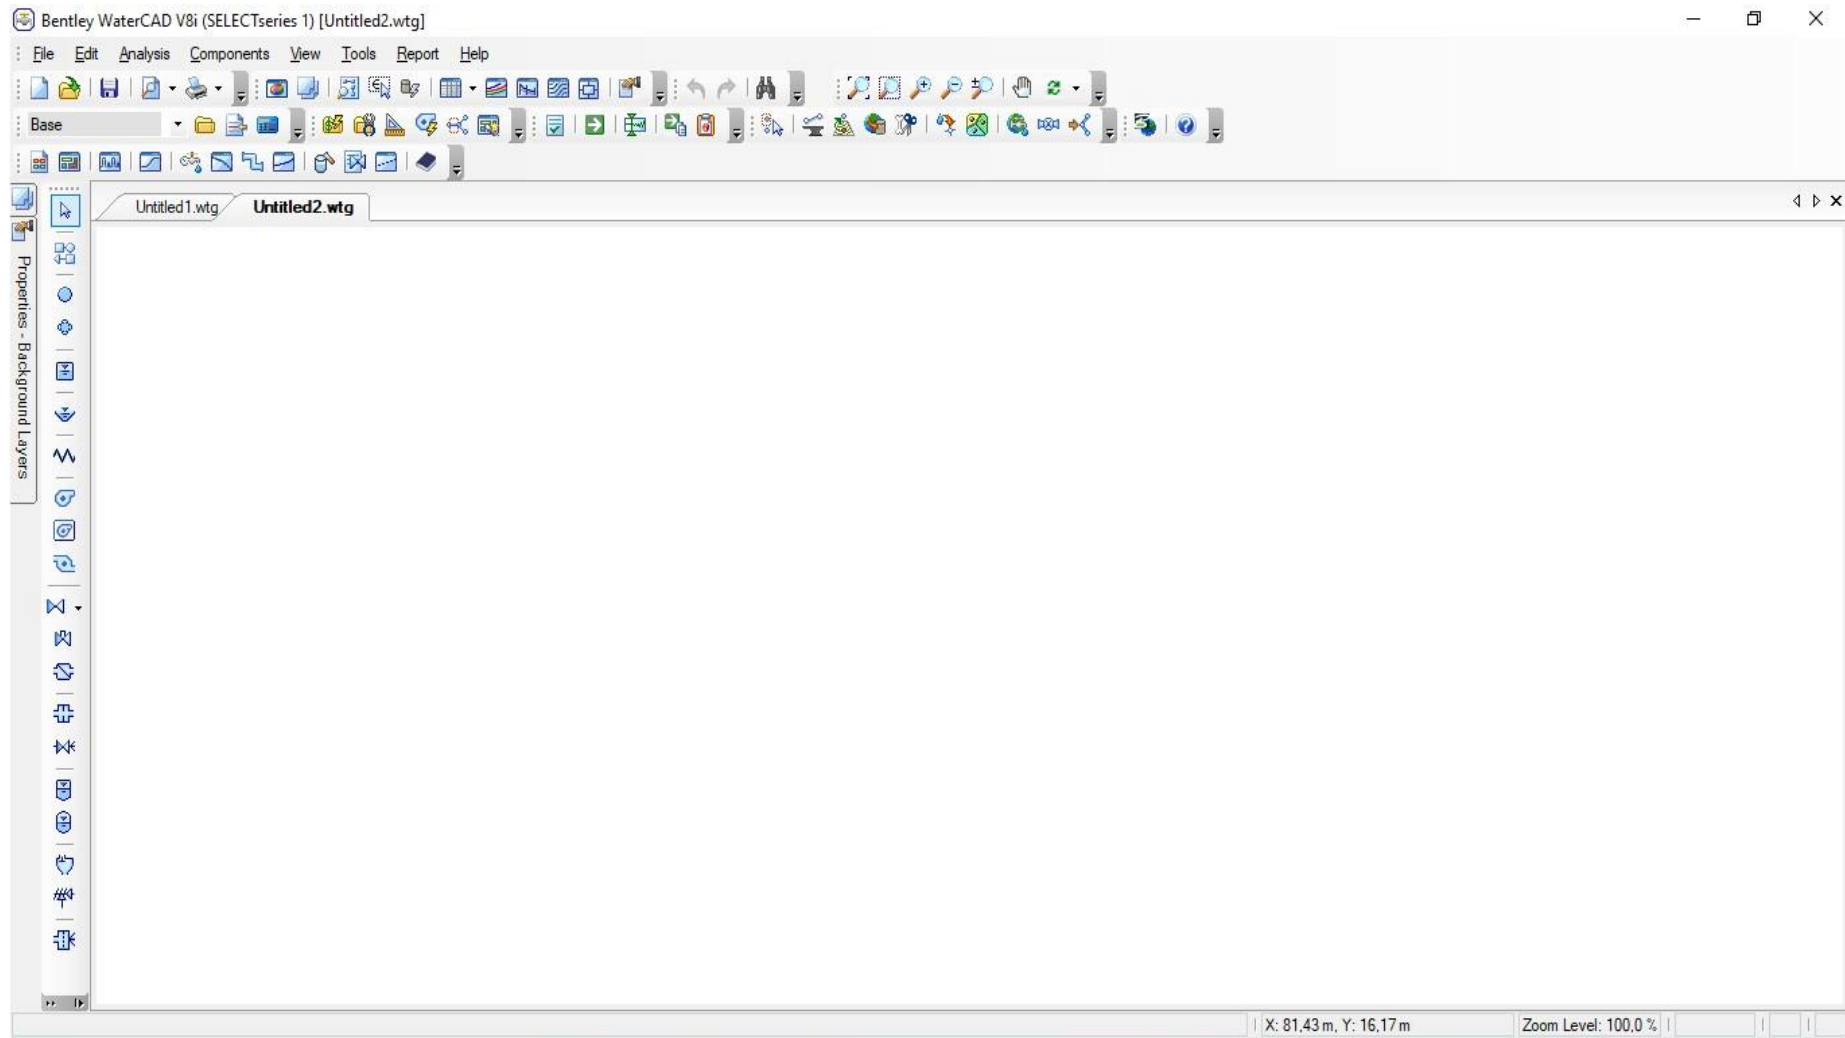 Bentley WaterCAD V8i (SELECTseries 1) [Untitled2.wtg]
File Edit Analysis Components View Tools Report Help
Base
Untitled1.wtg Untitled2.wtg
Properties - Background Layers
X: 81,43 m, Y: 16,17 m Zoom Level: 100,0 %